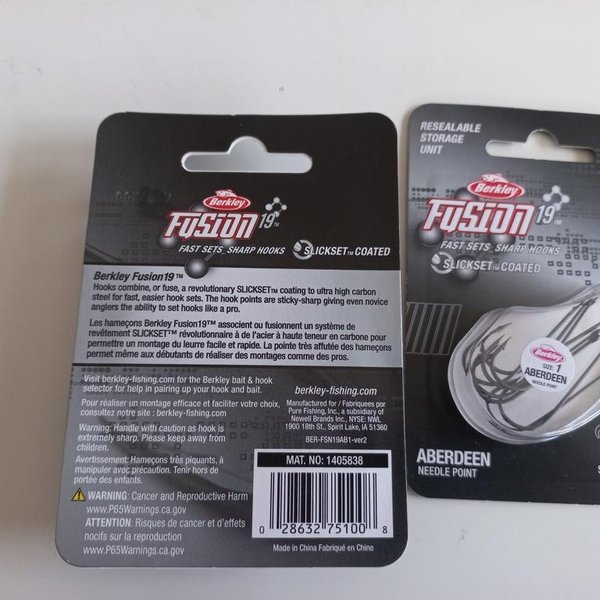 Berkley
FUSION 19™
FAST SETS SHARP HOOKS
SLICKSET™ COATED
Berkley Fusion19™
Hooks combine, or fuse, a revolutionary SLICKSET™ coating to ultra high carbon
steel for fast, easier hook sets. The hook points are sticky-sharp giving even novice
anglers the ability to set hooks like a pro.
Les hameçons Berkley Fusion19™ associent ou fusionnent un système de
revêtement SLICKSET™ révolutionnaire à de l'acier à haute teneur en carbone pour
permettre un montage du leurre facile et rapide. La pointe très affutée des hameçons
permet même aux débutants de réaliser des montages comme des pros.
Visit berkley-fishing.com for the Berkley bait & hook
selector for help in pairing up your hook and bait.
Pour réaliser un montage efficace et faciliter votre choix,
consultez notre site : berkley-fishing.com
Warning: Handle with caution as hook is
extremely sharp. Please keep away from
children.
Avertissement: Hameçons très piquants, à
manipuler avec précaution. Tenir hors de
portée des enfants.
WARNING: Cancer and Reproductive Harm
www.P65Warnings.ca.gov
ATTENTION: Risques de cancer et d'effets
nocifs sur la reproduction
www.P65Warnings.ca.gov
berkley-fishing.com
Manufactured for / Fabriquées por
Pure Fishing, Inc., a subsidiary of
Newell Brands Inc., NYSE: NWL
1900 18th St., Spirit Lake, IA 51360
BER-FSN19AB1-ver2
MAT. NO: 1405838
0 28632 75100 8
Made in China Fabriqué en Chine
RESEALABLE
STORAGE
UNIT
Berkley
FUSION 19™
FAST SETS SHARP HOOKS
SLICKSET™ COATED
Berkley
SIZE: 1
ABERDEEN
NEEDLE POINT
ABERDEEN
NEEDLE POINT